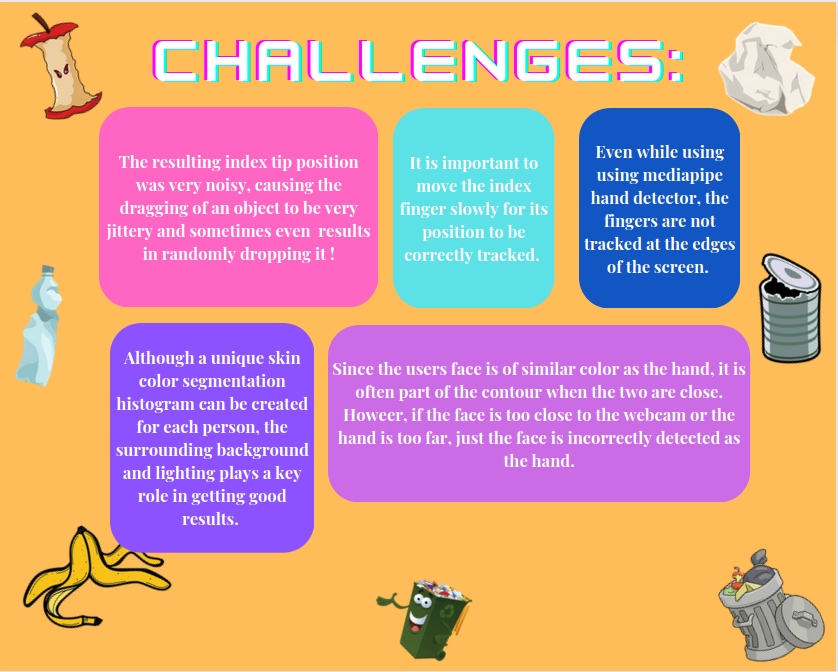 CHALLENGES:
The resulting index tip position
was very noisy, causing the
dragging of an object to be very
jittery and sometimes even results
in randomly dropping it !
It is important to
move the index
finger slowly for its
position to be
correctly tracked.
Even while using
using mediapipe
hand detector, the
fingers are not
tracked at the edges
of the screen.
Although a unique skin
color segmentation
histogram can be created
for each person, the
surrounding background
and lighting plays a key
role in getting good
results.
Since the users face is of similar color as the hand, it is
often part of the contour when the two are close.
Howeer, if the face is too close to the webcam or the
hand is too far, just the face is incorrectly detected as
the hand.